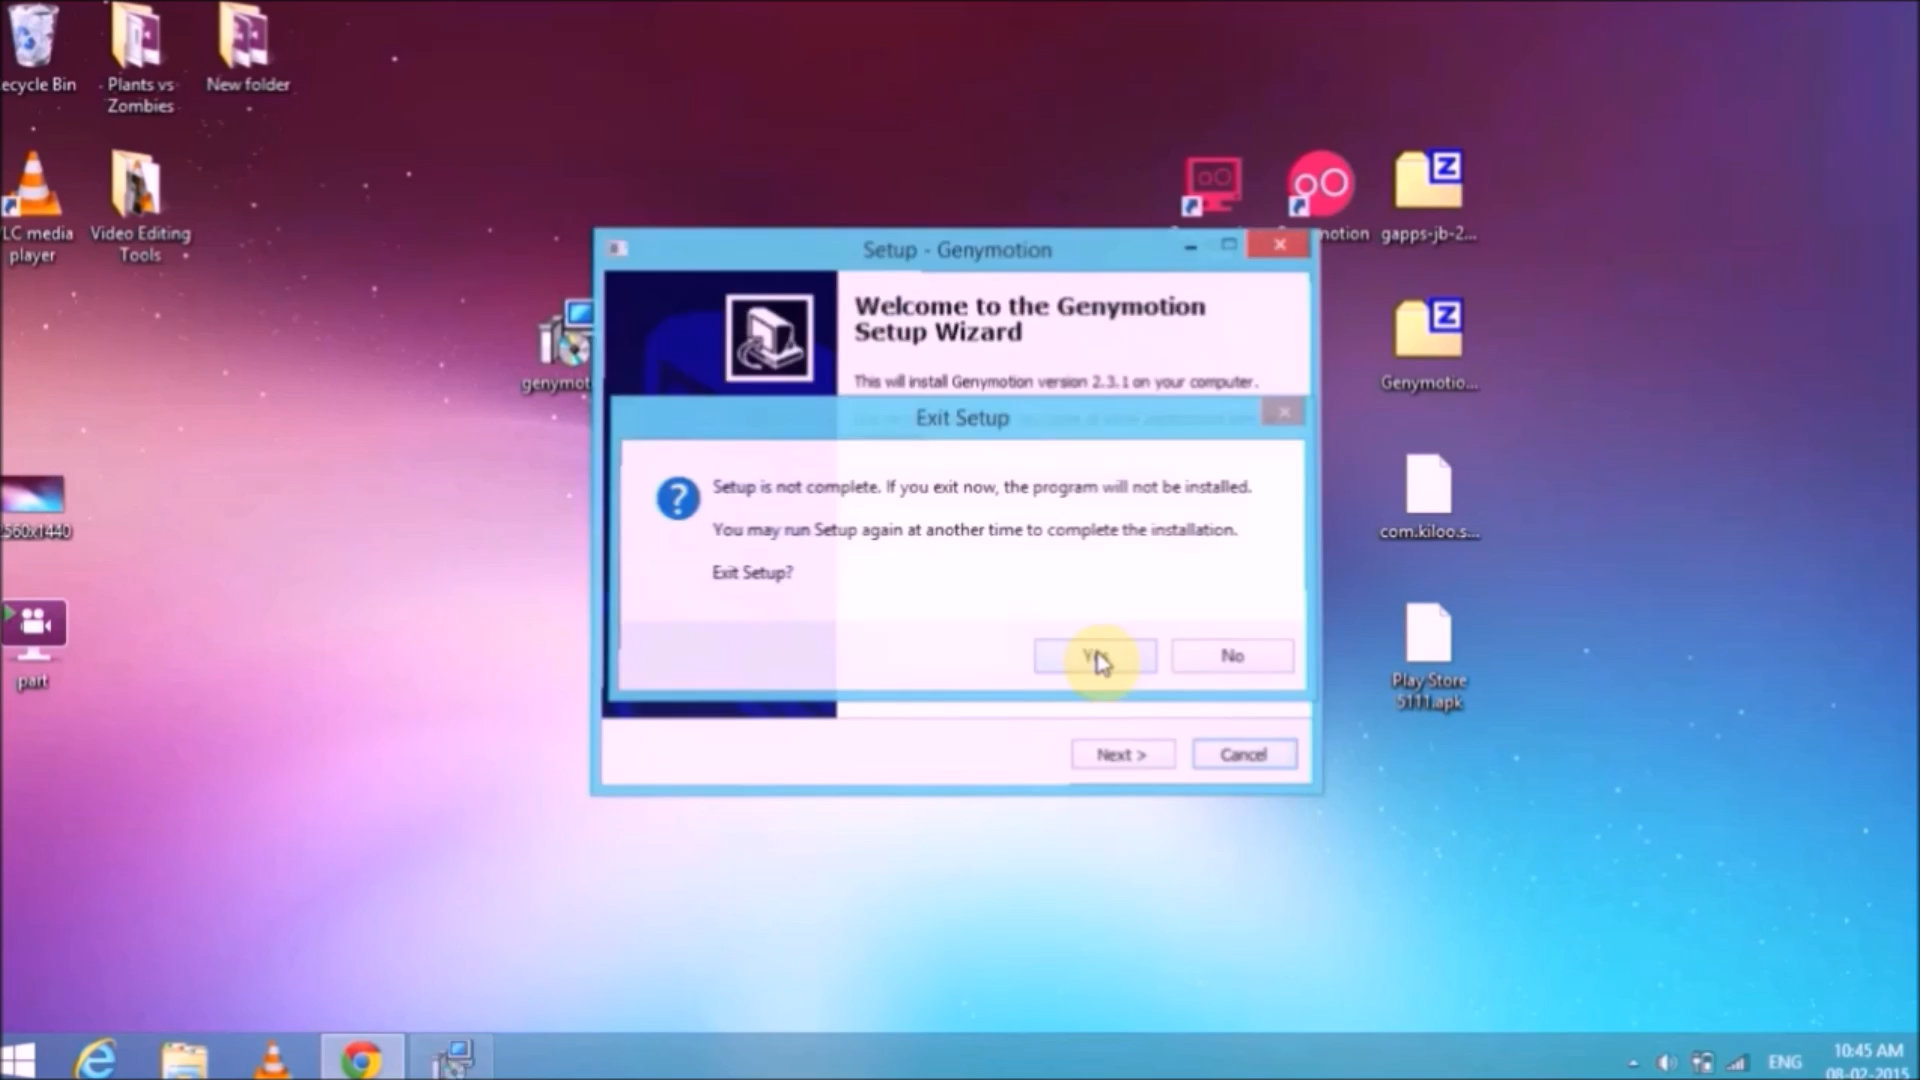 ecycle Bin
Plants vs
Zombies
New folder
LC media
player
Video Editing
Tools
560x1440
part
genymot
motion
gapps-jb-2...
Genymotio...
com.kiloo.s...
Play Store
5111.apk
Setup - Genymotion
Welcome to the Genymotion
Setup Wizard
This will install Genymotion version 2.3.1 on your computer.
Exit Setup
Setup is not complete. If you exit now, the program will not be installed.
You may run Setup again at another time to complete the installation.
Exit Setup?
Yes
No
Next >
Cancel
ENG
10:45 AM
08-02-2015